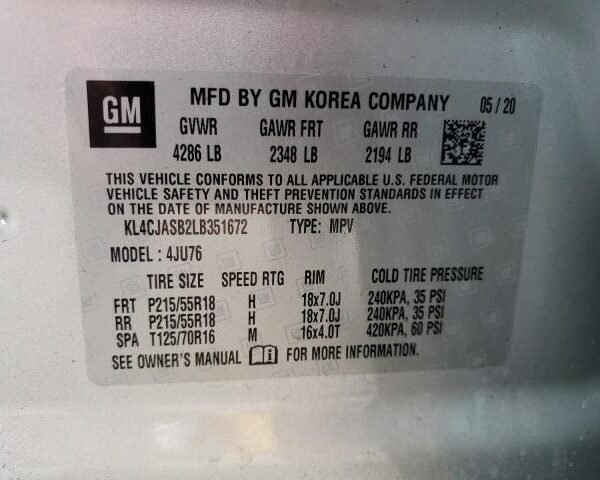 GM MFD BY GM KOREA COMPANY 05/20
GVWR GAWR FRT GAWR RR
4286 LB 2348 LB 2194 LB
THIS VEHICLE CONFORMS TO ALL APPLICABLE U.S. FEDERAL MOTOR
VEHICLE SAFETY AND THEFT PREVENTION STANDARDS IN EFFECT
ON THE DATE OF MANUFACTURE SHOWN ABOVE.
KL4CJASB2LB351672 TYPE: MPV
MODEL: 4JU76
TIRE SIZE SPEED RTG RIM COLD TIRE PRESSURE
FRT P215/55R18 H 18x7.0J 240KPA, 35 PSI
RR P215/55R18 H 18x7.0J 240KPA, 35 PSI
SPA T125/70R16 M 16x4.0T 420KPA, 60 PSI
SEE OWNER'S MANUAL FOR MORE INFORMATION.